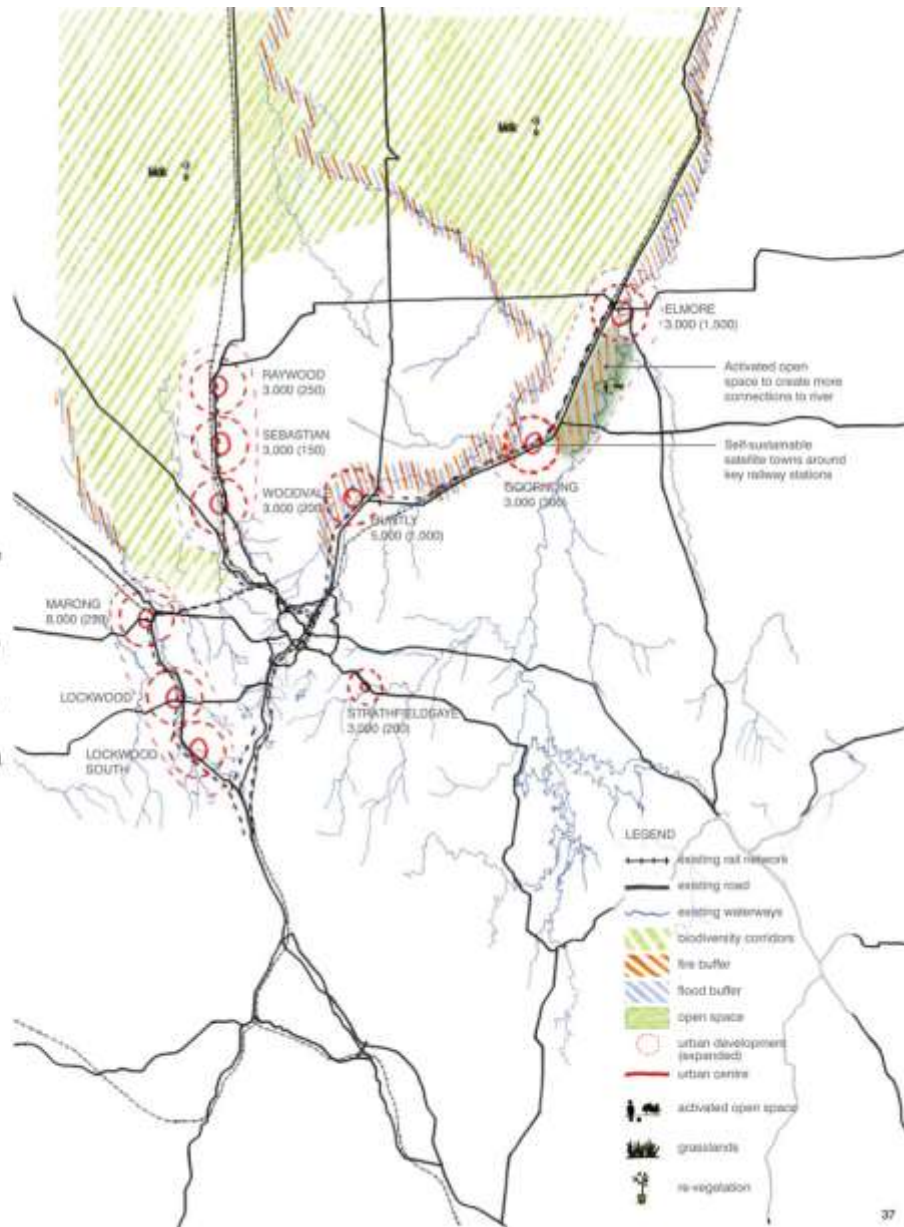 ELMORE
3,000 (1,500)
Activated open
space to create more
connections to river
RAYWOOD
3,000 (250)
SEBASTIAN
3,000 (150)
Self-sustainable
satellite towns around
key railway stations
WOODVALE
3,000 (200)
GOORNONG
3,000 (300)
HUNTLY
5,000 (1,000)
MARONG
8,000
LOCKWOOD
STRATHFIELDSAYE
3,000 (200)
LOCKWOOD
SOUTH
LEGEND
existing rail network
existing road
existing waterways
biodiversity corridors
fire buffer
flood buffer
open space
urban development
(expanded)
urban centre
activated open space
grasslands
re-vegetation
37